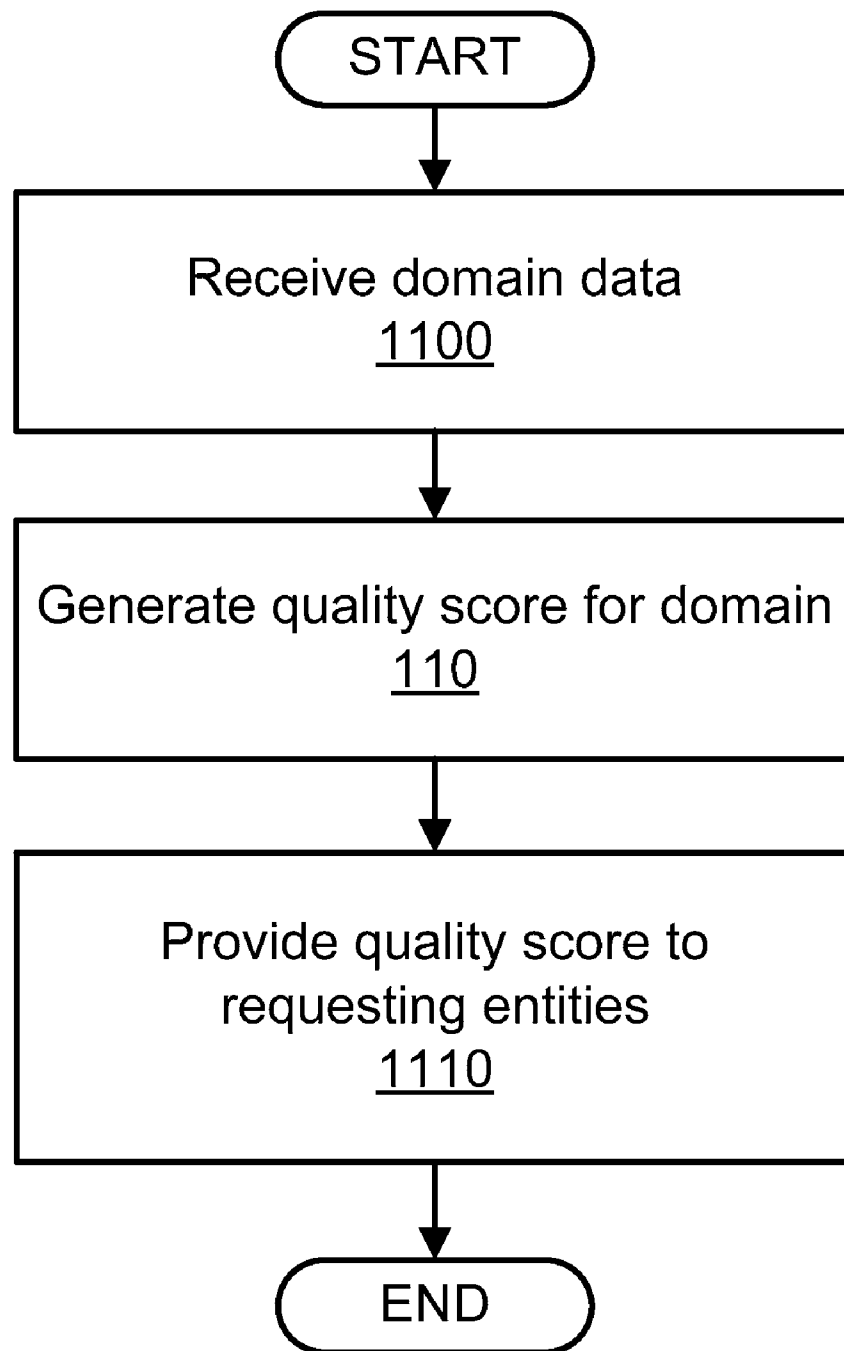 START
Receive domain data
1100
Generate quality score for domain
110
Provide quality score to
requesting entities
1110
END